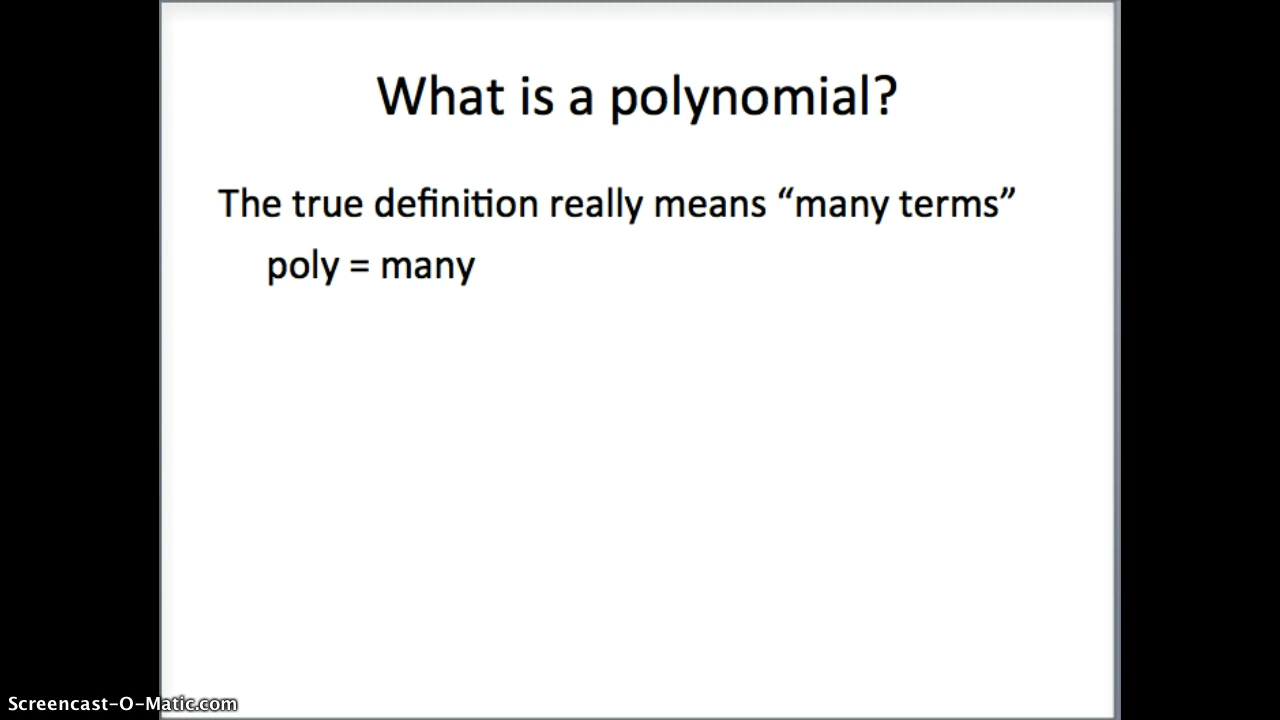 What is a polynomial?
The true definition really means “many terms”
poly = many
Screencast-O-Matic.com